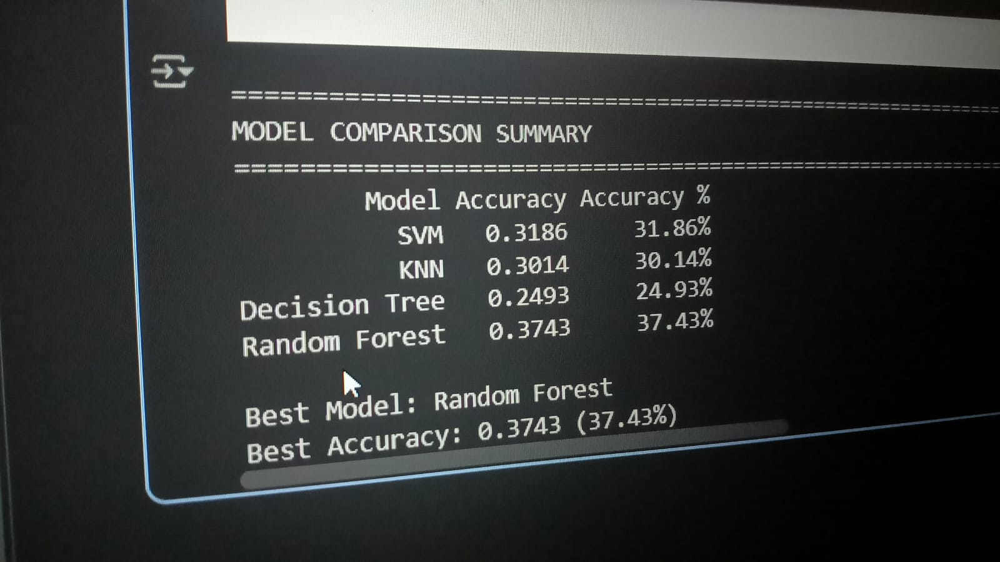 ================================================
MODEL COMPARISON SUMMARY
================================================
Model Accuracy Accuracy %
SVM 0.3186 31.86%
KNN 0.3014 30.14%
Decision Tree 0.2493 24.93%
Random Forest 0.3743 37.43%
Best Model: Random Forest
Best Accuracy: 0.3743 (37.43%)